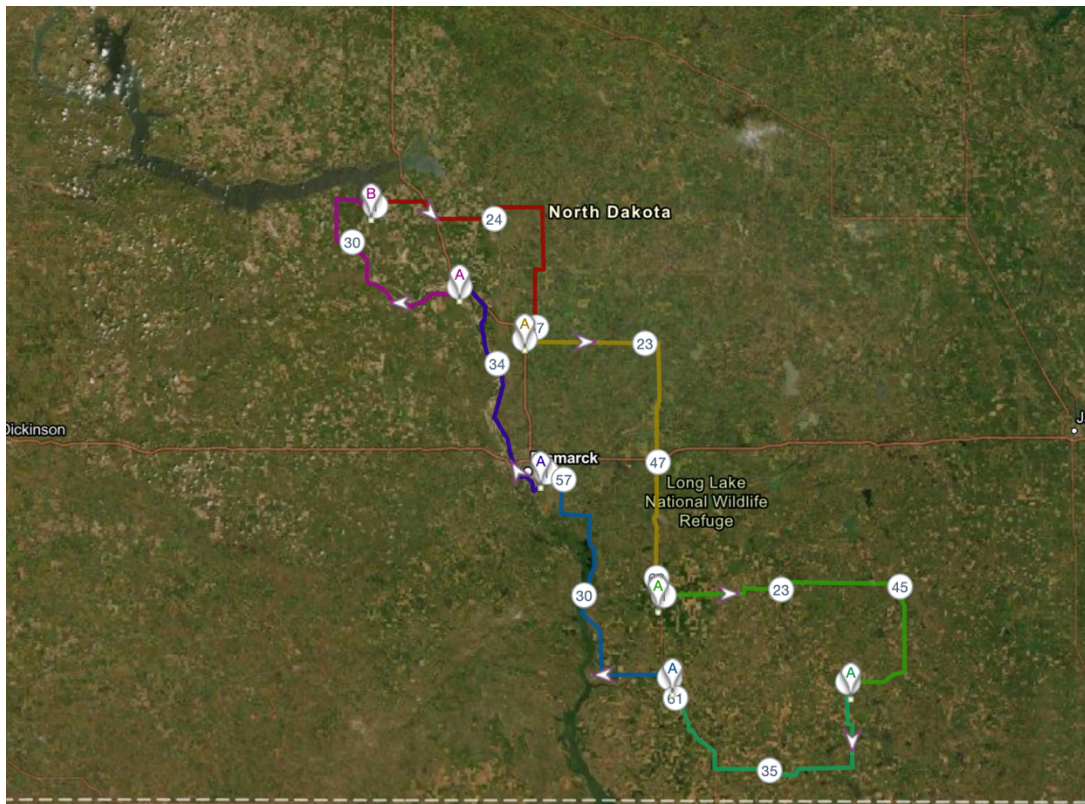 B
24
North Dakota
30
A
A
7
23
34
Dickinson
J
A
smarck
57
47
Long Lake
National Wildlife
Refuge
A
23
45
30
A
A
61
35